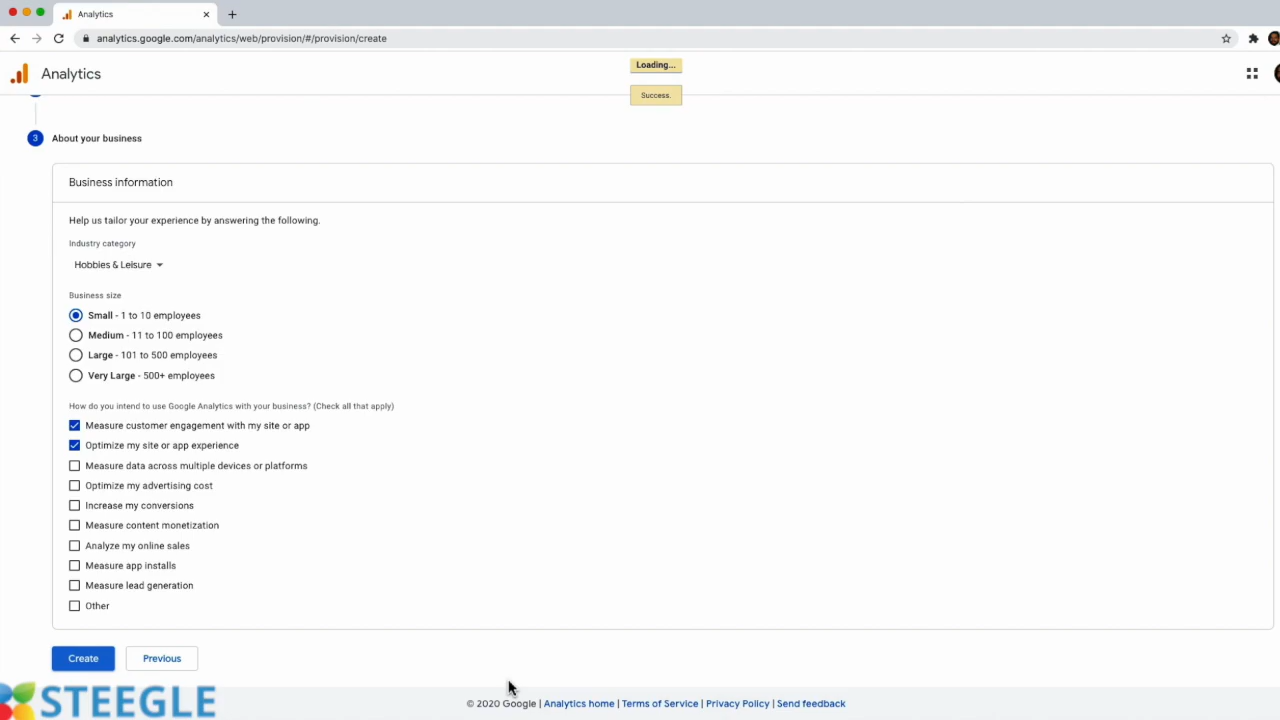 Analytics
analytics.google.com/analytics/web/provision/#/provision/create
Analytics
Loading...
Success.
3 About your business
Business information
Help us tailor your experience by answering the following.
Industry category
Hobbies & Leisure
Business size
Small - 1 to 10 employees
Medium - 11 to 100 employees
Large - 101 to 500 employees
Very Large - 500+ employees
How do you intend to use Google Analytics with your business? (Check all that apply)
Measure customer engagement with my site or app
Optimize my site or app experience
Measure data across multiple devices or platforms
Optimize my advertising cost
Increase my conversions
Measure content monetization
Analyze my online sales
Measure app installs
Measure lead generation
Other
Create Previous
STEEGLE
© 2020 Google | Analytics home | Terms of Service | Privacy Policy | Send feedback